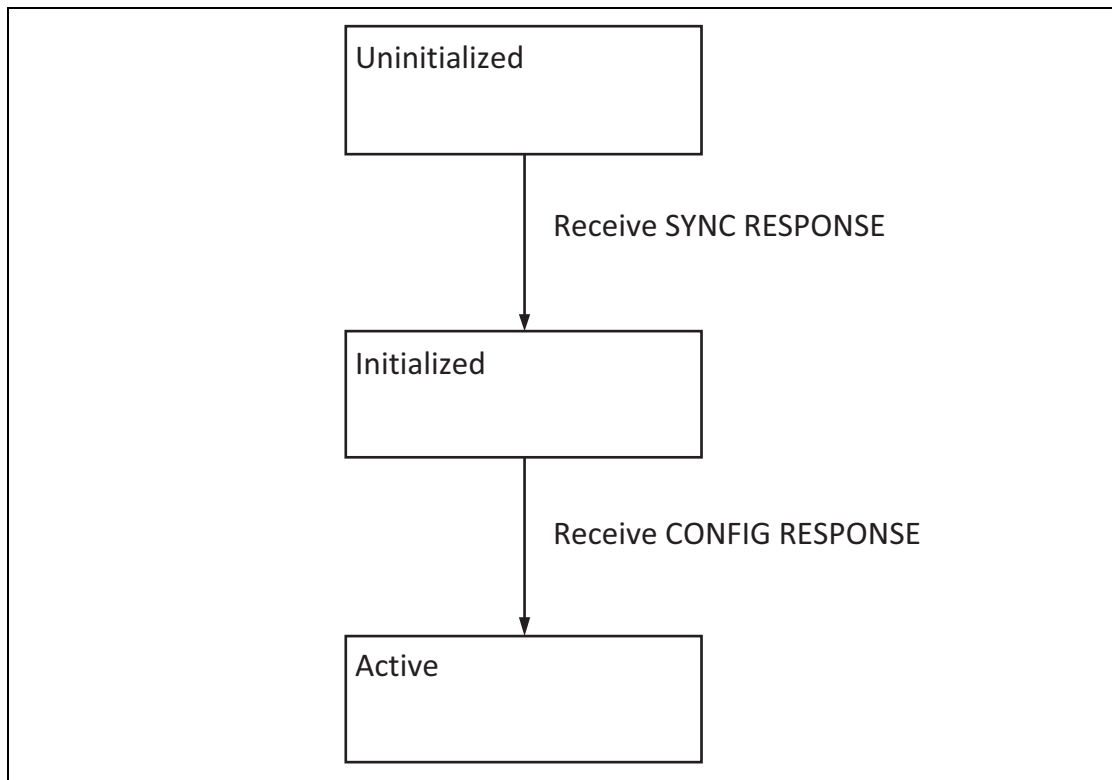 Uninitialized
Receive SYNC RESPONSE
Initialized
Receive CONFIG RESPONSE
Active